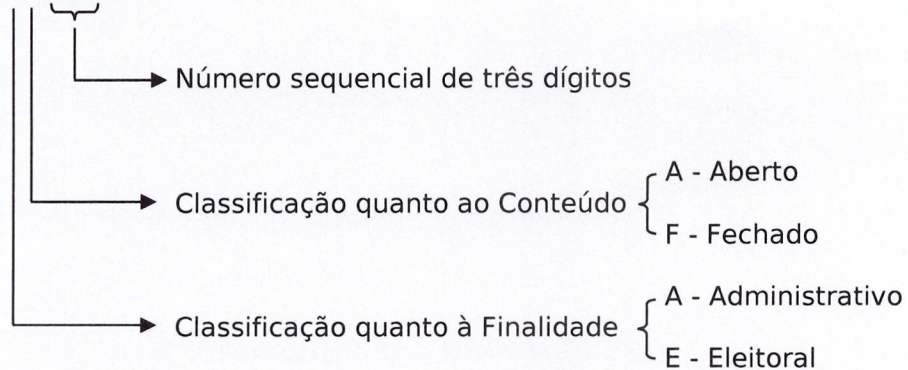 Número sequencial de três dígitos
Classificação quanto ao Conteúdo
A - Aberto
F - Fechado
Classificação quanto à Finalidade
A - Administrativo
E - Eleitoral